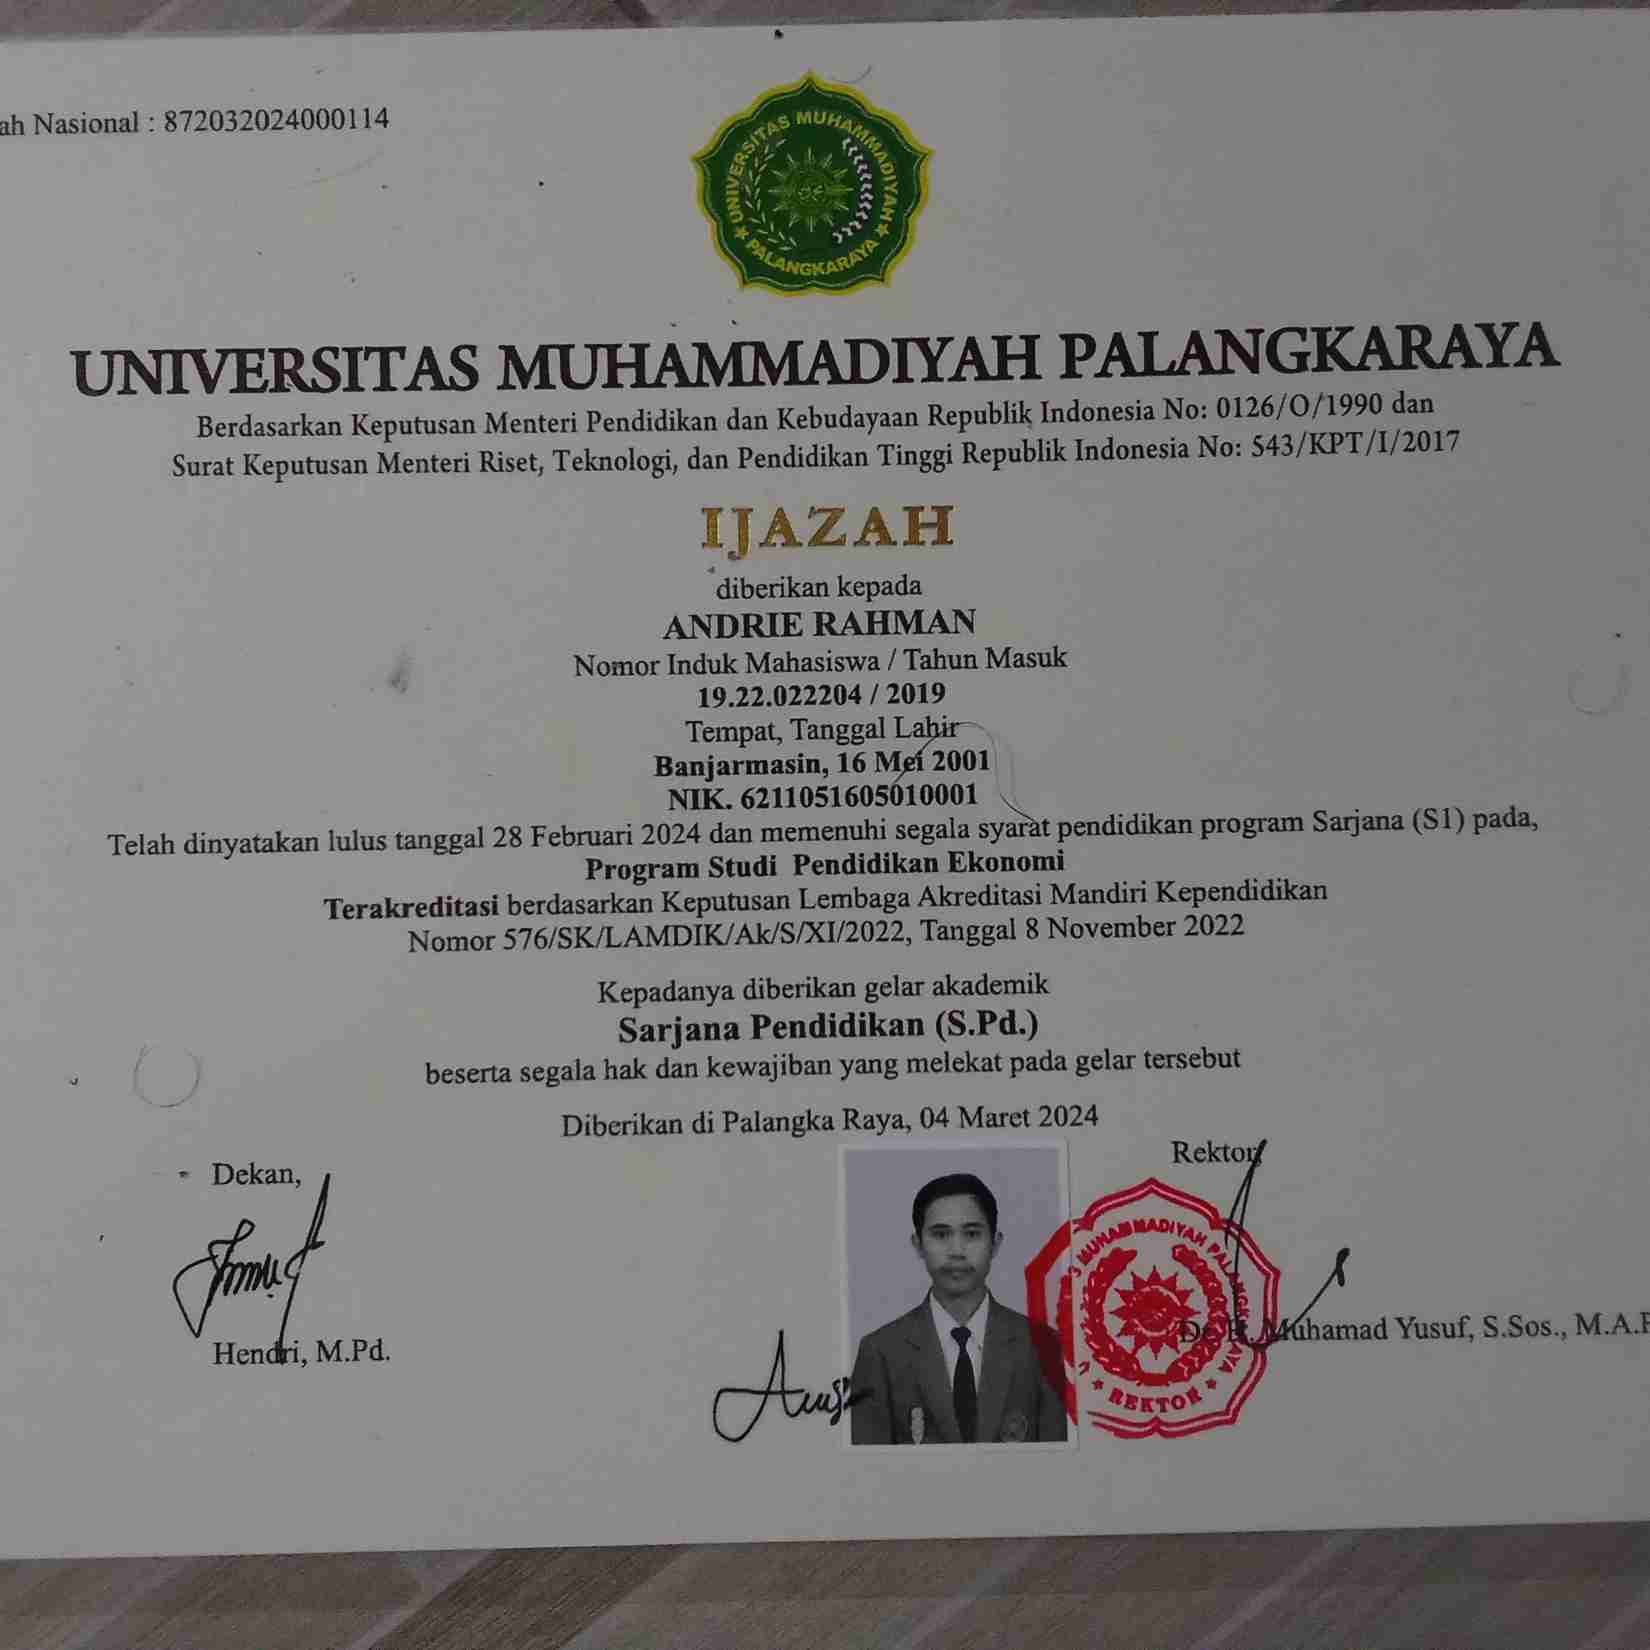 ah Nasional : 872032024000114
UNIVERSITAS MUHAMMADIYAH
PALANGKARAYA
UNIVERSITAS MUHAMMADIYAH PALANGKARAYA
Berdasarkan Keputusan Menteri Pendidikan dan Kebudayaan Republik Indonesia No: 0126/O/1990 dan
Surat Keputusan Menteri Riset, Teknologi, dan Pendidikan Tinggi Republik Indonesia No: 543/KPT/I/2017
IJAZAH
diberikan kepada
ANDRIE RAHMAN
Nomor Induk Mahasiswa / Tahun Masuk
19.22.022204 / 2019
Tempat, Tanggal Lahir
Banjarmasin, 16 Mei 2001
NIK. 6211051605010001
Telah dinyatakan lulus tanggal 28 Februari 2024 dan memenuhi segala syarat pendidikan program Sarjana (S1) pada,
Program Studi Pendidikan Ekonomi
Terakreditasi berdasarkan Keputusan Lembaga Akreditasi Mandiri Kependidikan
Nomor 576/SK/LAMDIK/Ak/S/XI/2022, Tanggal 8 November 2022
Kepadanya diberikan gelar akademik
Sarjana Pendidikan (S.Pd.)
beserta segala hak dan kewajiban yang melekat pada gelar tersebut
Diberikan di Palangka Raya, 04 Maret 2024
Dekan,
Rektor,
MUHAMMADIYAH PALANGKARAYA
REKTOR
Hendri, M.Pd.
Muhamad Yusuf, S.Sos., M.A.P